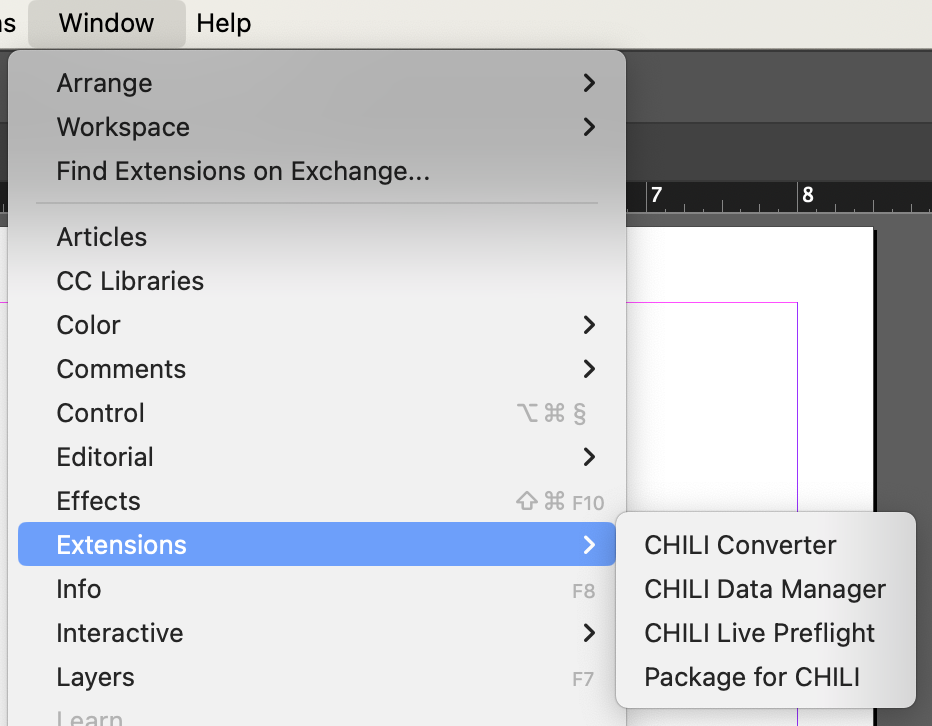 s Window Help
Arrange
Workspace
Find Extensions on Exchange...
7 8
Articles
CC Libraries
Color
Comments
Control ⌥⌘§
Editorial
Effects ⇧⌘F10
Extensions
CHILI Converter
Info F8
CHILI Data Manager
Interactive
CHILI Live Preflight
Layers F7
Package for CHILI
Learn